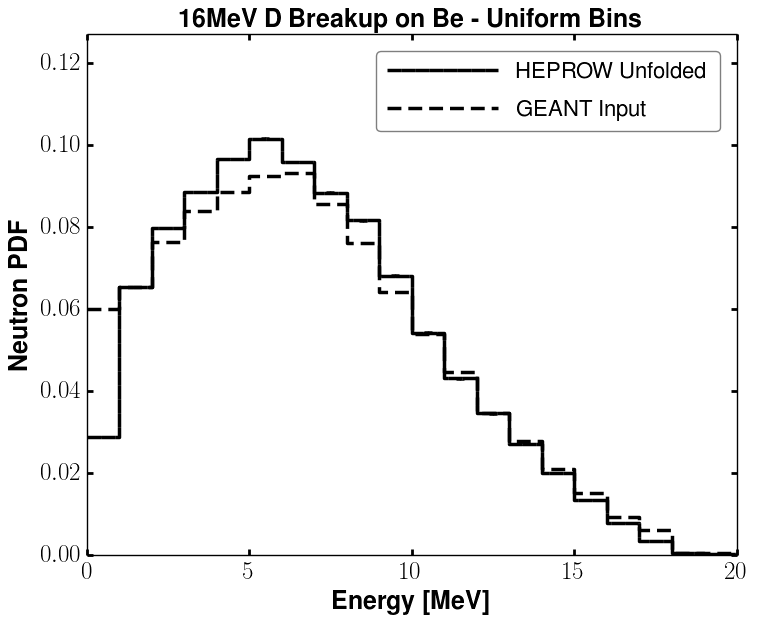 16MeV D Breakup on Be - Uniform Bins
HEPROW Unfolded
GEANT Input
Neutron PDF
0.12
0.10
0.08
0.06
0.04
0.02
0.00
0 5 10 15 20
Energy [MeV]